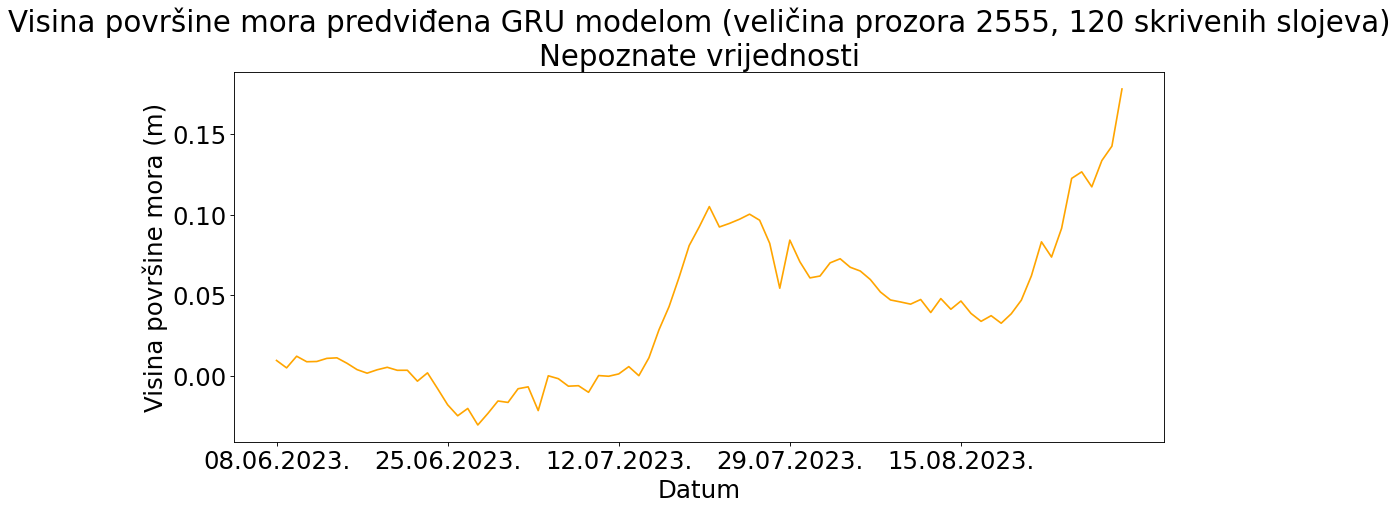 Visina površine mora predviđena GRU modelom (veličina prozora 2555, 120 skrivenih slojeva)
Nepoznate vrijednosti
Visina površine mora (m)
0.15
0.10
0.05
0.00
08.06.2023. 25.06.2023. 12.07.2023. 29.07.2023. 15.08.2023.
Datum